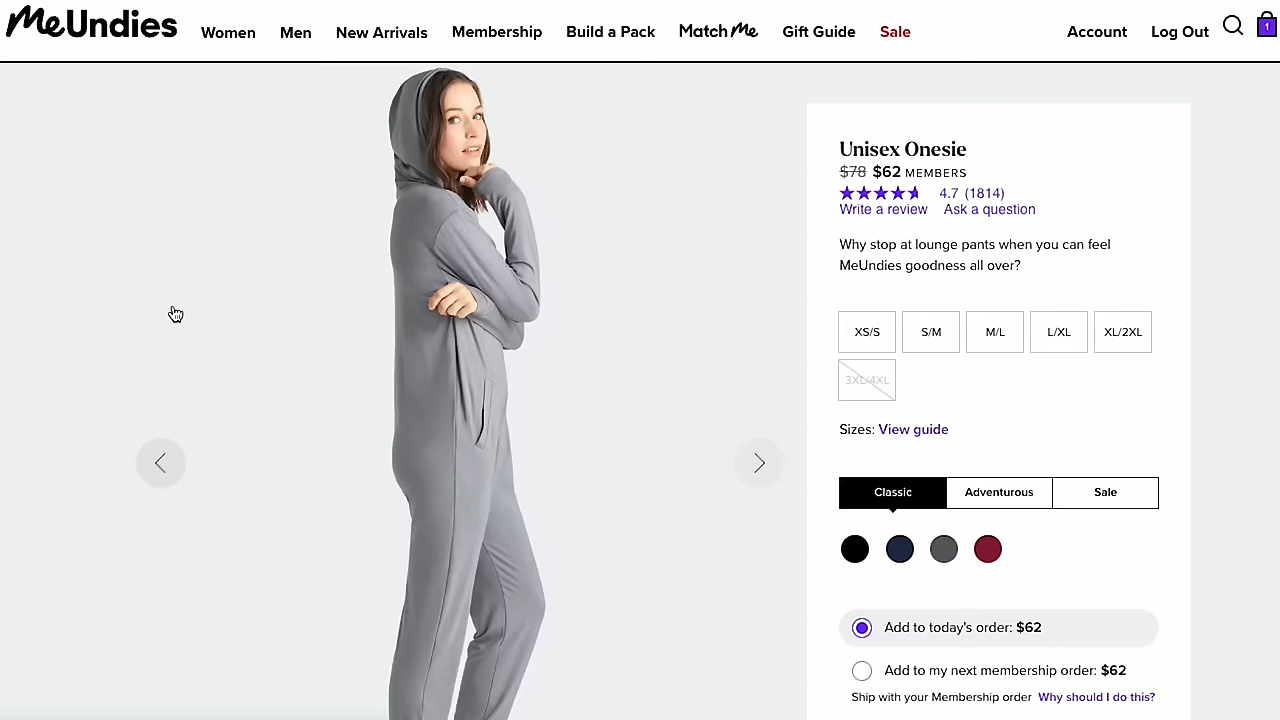 MeUndies
Women Men New Arrivals Membership Build a Pack MatchMe Gift Guide Sale Account Log Out 1
Unisex Onesie
$78 $62 MEMBERS
4.7 (1814)
Write a review Ask a question
Why stop at lounge pants when you can feel
MeUndies goodness all over?
XS/S S/M M/L L/XL XL/2XL
3XL/4XL
Sizes: View guide
Classic Adventurous Sale
Add to today's order: $62
Add to my next membership order: $62
Ship with your Membership order Why should I do this?